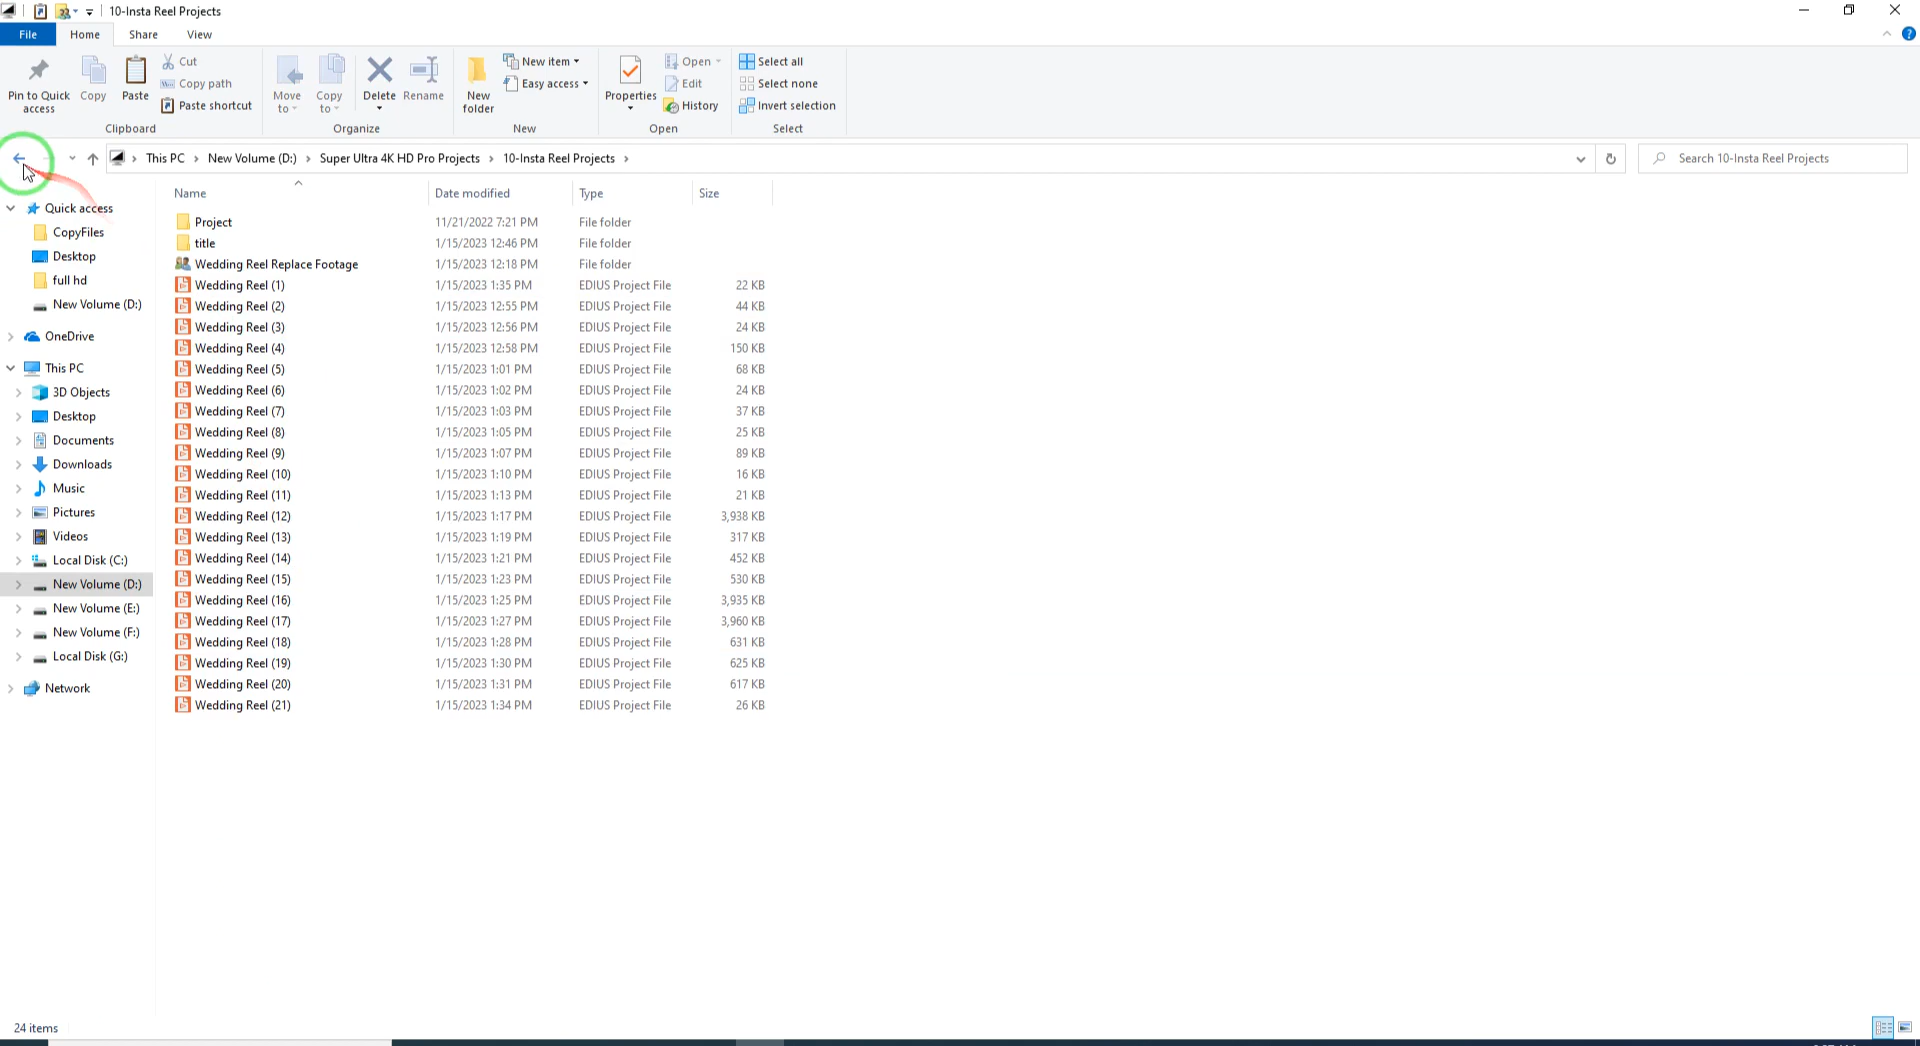 10-Insta Reel Projects
File Home Share View
Pin to Quick access
Copy
Paste
Cut
Copy path
Paste shortcut
Clipboard
Move to
Copy to
Delete
Rename
Organize
New folder
New item
Easy access
New
Properties
Open
Edit
History
Open
Select all
Select none
Invert selection
Select
This PC > New Volume (D:) > Super Ultra 4K HD Pro Projects > 10-Insta Reel Projects >
Search 10-Insta Reel Projects
Quick access
CopyFiles
Desktop
full hd
New Volume (D:)
OneDrive
This PC
3D Objects
Desktop
Documents
Downloads
Music
Pictures
Videos
Local Disk (C:)
New Volume (D:)
New Volume (E:)
New Volume (F:)
Local Disk (G:)
Network
Name Date modified Type Size
Project 11/21/2022 7:21 PM File folder
title 1/15/2023 12:46 PM File folder
Wedding Reel Replace Footage 1/15/2023 12:18 PM File folder
Wedding Reel (1) 1/15/2023 1:35 PM EDIUS Project File 22 KB
Wedding Reel (2) 1/15/2023 12:55 PM EDIUS Project File 44 KB
Wedding Reel (3) 1/15/2023 12:56 PM EDIUS Project File 24 KB
Wedding Reel (4) 1/15/2023 12:58 PM EDIUS Project File 150 KB
Wedding Reel (5) 1/15/2023 1:01 PM EDIUS Project File 68 KB
Wedding Reel (6) 1/15/2023 1:02 PM EDIUS Project File 24 KB
Wedding Reel (7) 1/15/2023 1:03 PM EDIUS Project File 37 KB
Wedding Reel (8) 1/15/2023 1:05 PM EDIUS Project File 25 KB
Wedding Reel (9) 1/15/2023 1:07 PM EDIUS Project File 89 KB
Wedding Reel (10) 1/15/2023 1:10 PM EDIUS Project File 16 KB
Wedding Reel (11) 1/15/2023 1:13 PM EDIUS Project File 21 KB
Wedding Reel (12) 1/15/2023 1:17 PM EDIUS Project File 3,938 KB
Wedding Reel (13) 1/15/2023 1:19 PM EDIUS Project File 317 KB
Wedding Reel (14) 1/15/2023 1:21 PM EDIUS Project File 452 KB
Wedding Reel (15) 1/15/2023 1:23 PM EDIUS Project File 530 KB
Wedding Reel (16) 1/15/2023 1:25 PM EDIUS Project File 3,935 KB
Wedding Reel (17) 1/15/2023 1:27 PM EDIUS Project File 3,960 KB
Wedding Reel (18) 1/15/2023 1:28 PM EDIUS Project File 631 KB
Wedding Reel (19) 1/15/2023 1:30 PM EDIUS Project File 625 KB
Wedding Reel (20) 1/15/2023 1:31 PM EDIUS Project File 617 KB
Wedding Reel (21) 1/15/2023 1:34 PM EDIUS Project File 26 KB
24 items